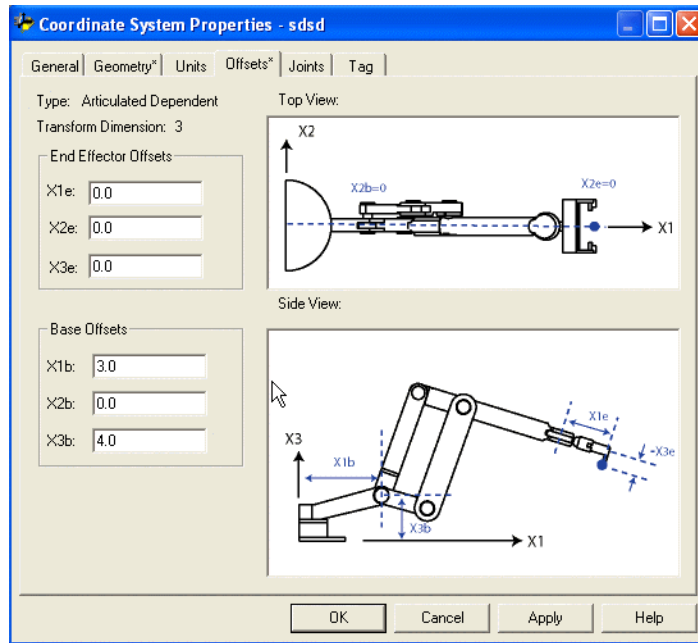 Coordinate System Properties - sdsd
General Geometry* Units Offsets* Joints Tag
Type: Articulated Dependent
Transform Dimension: 3
End Effector Offsets
X1e: 0.0
X2e: 0.0
X3e: 0.0
Base Offsets
X1b: 3.0
X2b: 0.0
X3b: 4.0
Top View:
X2
X2b=0
X2e=0
X1
Side View:
X3
X1b
X3b
X1
X1e
-X3e
OK Cancel Apply Help